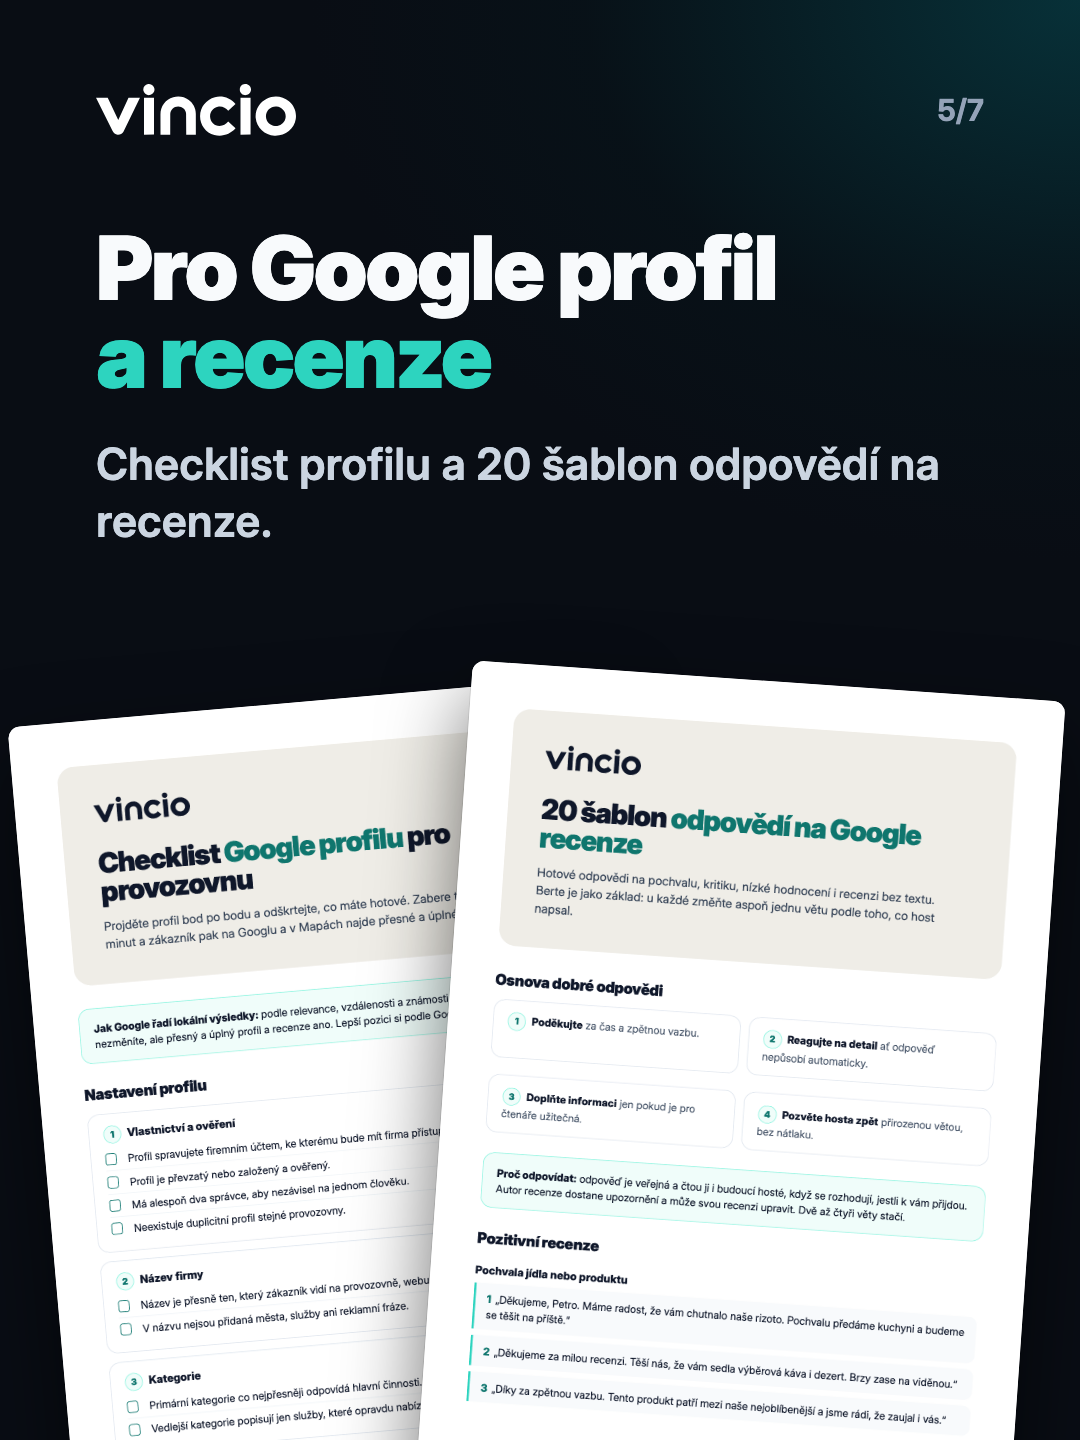 vincio
5/7
Pro Google profil
a recenze
Checklist profilu a 20 šablon odpovědí na
recenze.
vincio
Checklist Google profilu pro
provozovnu
Projděte profil bod po bodu a odškrtejte, co máte hotové. Zabere
minut a zákazník pak na Googlu a v Mapách najde přesné a úplné
Jak Google řadí lokální výsledky: podle relevance, vzdálenosti a známosti
nezměníte, ale přesný a úplný profil a recenze ano. Lepší pozici si podle
Nastavení profilu
1 Vlastnictví a ověření
Profil spravujete firemním účtem, ke kterému bude mít firma
Profil je převzatý nebo založený a ověřený.
Má alespoň dva správce, aby nezávisel na jednom člověku.
Neexistuje duplicitní profil stejné provozovny.
2 Název firmy
Název je přesně ten, který zákazník vidí na provozovně,
V názvu nejsou přidaná města, služby ani reklamní fráze.
3 Kategorie
Primární kategorie co nejpřesněji odpovídá hlavní činnosti.
Vedlejší kategorie popisují jen služby, které opravdu
vincio
20 šablon odpovědí na Google
recenze
Hotové odpovědi na pochvalu, kritiku, nízké hodnocení i recenzi bez textu.
Berte je jako základ: u každé změňte aspoň jednu větu podle toho, co host
napsal.
Osnova dobré odpovědi
1 Poděkujte za čas a zpětnou vazbu.
2 Reagujte na detail ať odpověď
nepůsobí automaticky.
3 Doplňte informaci jen pokud je pro
čtenáře užitečná.
4 Pozvěte hosta zpět přirozenou větou,
bez nátlaku.
Proč odpovídat: odpověď je veřejná a čtou ji i budoucí hosté, když se rozhodují, jestli k vám přijdou.
Autor recenze dostane upozornění a může svou recenzi upravit. Dvě až čtyři věty stačí.
Pozitivní recenze
Pochvala jídla nebo produktu
1 „Děkujeme, Petro. Máme radost, že vám chutnalo naše rizoto. Pochvalu předáme kuchyni a budeme
se těšit na příště.“
2 „Děkujeme za milou recenzi. Těší nás, že vám sedla výběrová káva i dezert. Brzy zase na viděnou.“
3 „Díky za zpětnou vazbu. Tento produkt patří mezi naše nejoblíbenější a jsme rádi, že zaujal i vás.“